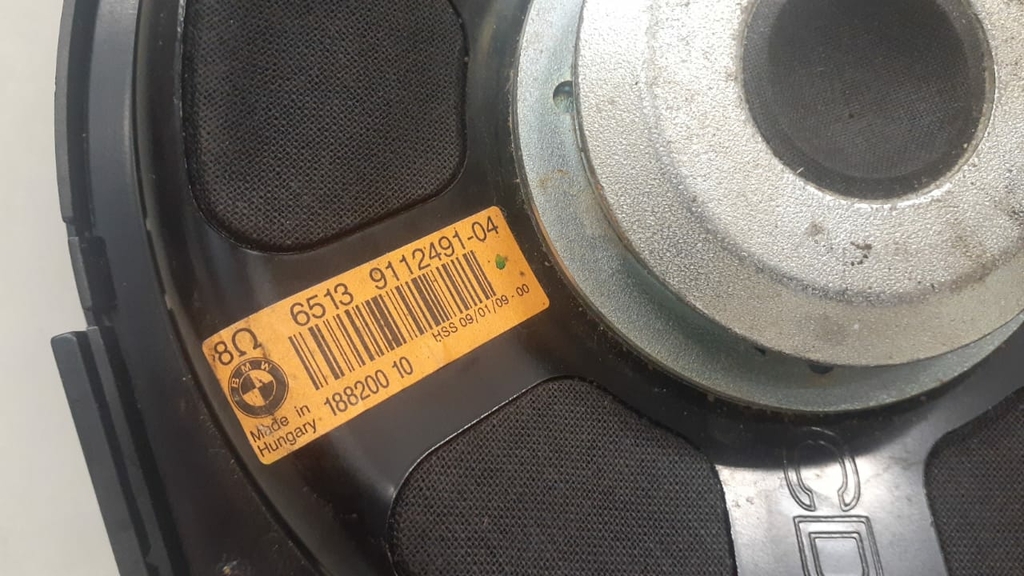 8Ω 6513 9112491-04
BMW
Made in
Hungary
188200 10 HSS 09/01/09-00